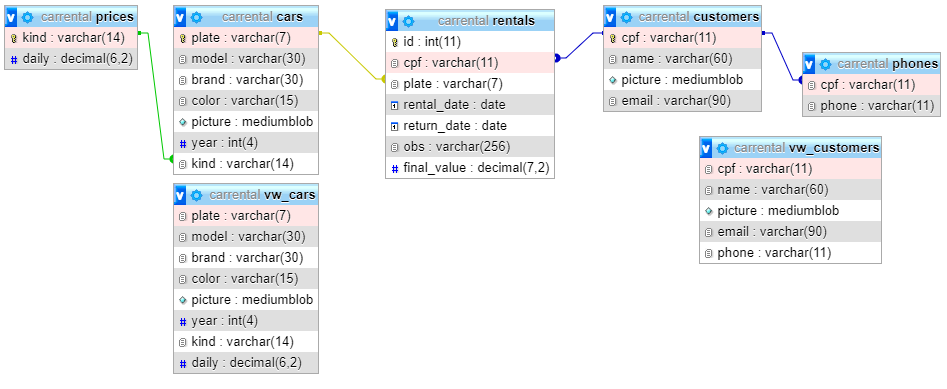 carrental prices
kind : varchar(14)
daily : decimal(6,2)
carrental cars
plate : varchar(7)
model : varchar(30)
brand : varchar(30)
color : varchar(15)
picture : mediumblob
year : int(4)
kind : varchar(14)
carrental vw_cars
plate : varchar(7)
model : varchar(30)
brand : varchar(30)
color : varchar(15)
picture : mediumblob
year : int(4)
kind : varchar(14)
daily : decimal(6,2)
carrental rentals
id : int(11)
cpf : varchar(11)
plate : varchar(7)
rental_date : date
return_date : date
obs : varchar(256)
final_value : decimal(7,2)
carrental customers
cpf : varchar(11)
name : varchar(60)
picture : mediumblob
email : varchar(90)
carrental phones
cpf : varchar(11)
phone : varchar(11)
carrental vw_customers
cpf : varchar(11)
name : varchar(60)
picture : mediumblob
email : varchar(90)
phone : varchar(11)